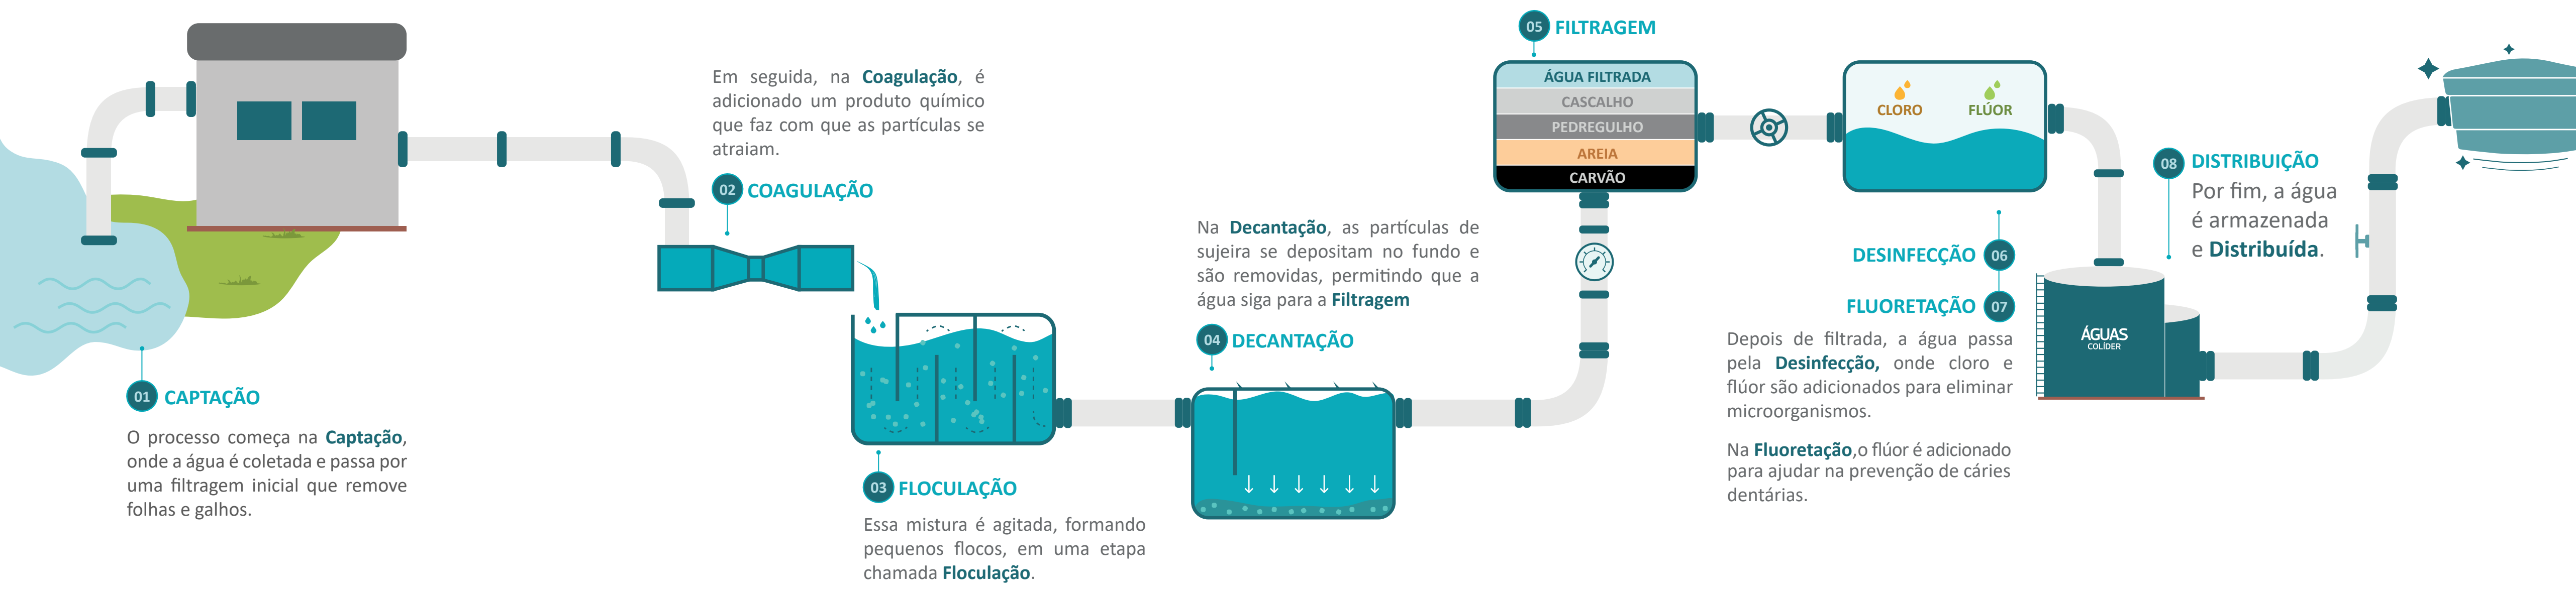 01 CAPTAÇÃO
O processo começa na Captação,
onde a água é coletada e passa por
uma filtragem inicial que remove
folhas e galhos.
Em seguida, na Coagulação, é
adicionado um produto químico
que faz com que as partículas se
atraiam.
02 COAGULAÇÃO
03 FLOCULAÇÃO
Essa mistura é agitada, formando
pequenos flocos, em uma etapa
chamada Floculação.
Na Decantação, as partículas de
sujeira se depositam no fundo e
são removidas, permitindo que a
água siga para a Filtragem
04 DECANTAÇÃO
05 FILTRAGEM
ÁGUA FILTRADA
CASCALHO
PEDREGULHO
AREIA
CARVÃO
CLORO FLÚOR
DESINFECÇÃO 06
FLUORETAÇÃO 07
Depois de filtrada, a água passa
pela Desinfecção, onde cloro e
flúor são adicionados para eliminar
microorganismos.
Na Fluoretação,o flúor é adicionado
para ajudar na prevenção de cáries
dentárias.
08 DISTRIBUIÇÃO
Por fim, a água
é armazenada
e Distribuída.
ÁGUAS
COLÍDER